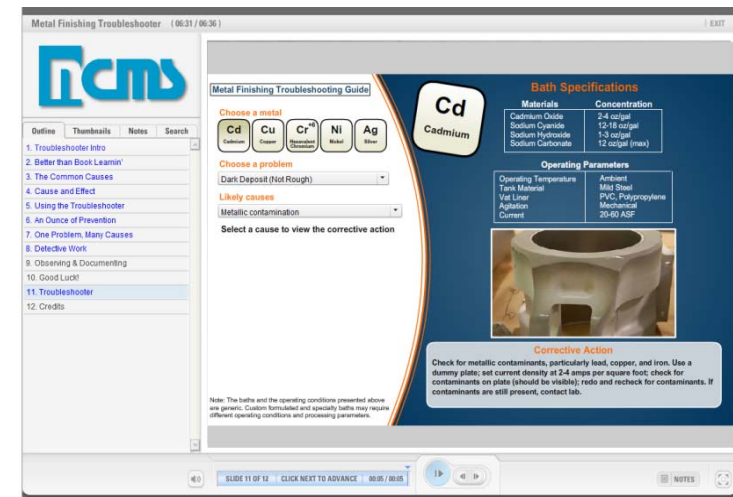 Metal Finishing Troubleshooter ( 06:31 / 06:36 )
EXIT
cms
Outline Thumbnails Notes Search
1. Troubleshooter Intro
2. Better than Book Learnin'
3. The Common Causes
4. Cause and Effect
5. Using the Troubleshooter
6. An Ounce of Prevention
7. One Problem, Many Causes
8. Detective Work
9. Observing & Documenting
10. Good Luck!
11. Troubleshooter
12. Credits
Metal Finishing Troubleshooting Guide
Choose a metal
Cd Cu Cr+6 Ni Ag
Cadmium Copper Hexavalent Chromium Nickel Silver
Choose a problem
Dark Deposit (Not Rough)
Likely causes
Metallic contamination
Select a cause to view the corrective action
Note: The baths and the operating conditions presented above
are generic. Custom formulated and specialty baths may require
different operating conditions and processing parameters.
Cd
Cadmium
Bath Specifications
Materials Concentration
Cadmium Oxide 2-4 oz/gal
Sodium Cyanide 12-18 oz/gal
Sodium Hydroxide 1-3 oz/gal
Sodium Carbonate 12 oz/gal (max)
Operating Parameters
Operating Temperature Ambient
Tank Material Mild Steel
Vat Liner PVC, Polypropylene
Agitation Mechanical
Current 20-60 ASF
Corrective Action
Check for metallic contaminants, particularly lead, copper, and iron. Use a
dummy plate; set current density at 2-4 amps per square foot; check for
contaminants on plate (should be visible); redo and recheck for contaminants. If
contaminants are still present, contact lab.
SLIDE 11 OF 12 CLICK NEXT TO ADVANCE 00:05 / 00:05
NOTES